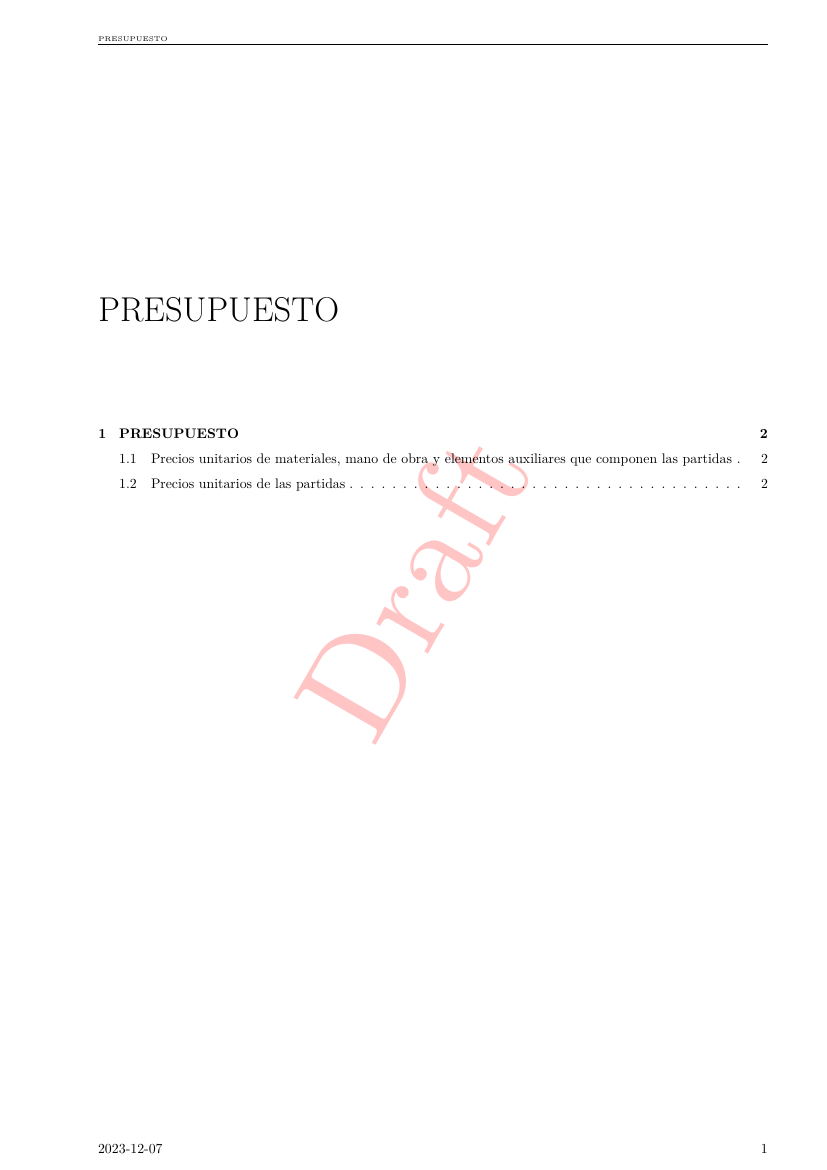 PRESUPUESTO
PRESUPUESTO
1 PRESUPUESTO 2
1.1 Precios unitarios de materiales, mano de obra y elementos auxiliares que componen las partidas . 2
1.2 Precios unitarios de las partidas . . . . . . . . . . . . . . . . . . . . . . . . . . . . . . . . . . . . . 2
Draft
2023-12-07 1